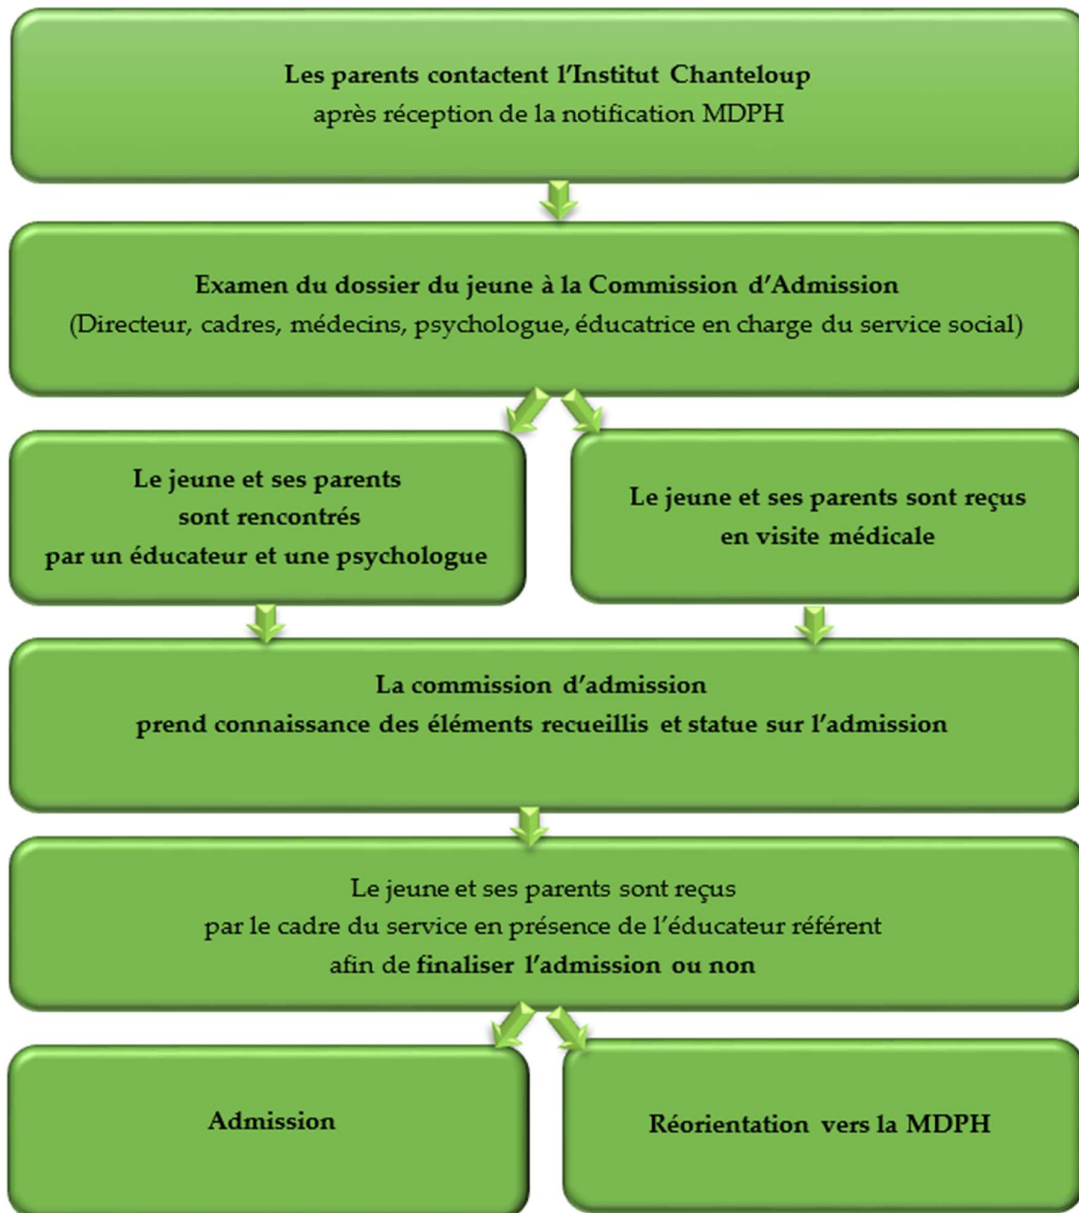 Les parents contactent l'Institut Chanteloup
après réception de la notification MDPH
Examen du dossier du jeune à la Commission d'Admission
(Directeur, cadres, médecins, psychologue, éducatrice en charge du service social)
Le jeune et ses parents
sont rencontrés
par un éducateur et une psychologue
Le jeune et ses parents sont reçus
en visite médicale
La commission d'admission
prend connaissance des éléments recueillis et statue sur l'admission
Le jeune et ses parents sont reçus
par le cadre du service en présence de l'éducateur référent
afin de finaliser l'admission ou non
Admission
Réorientation vers la MDPH